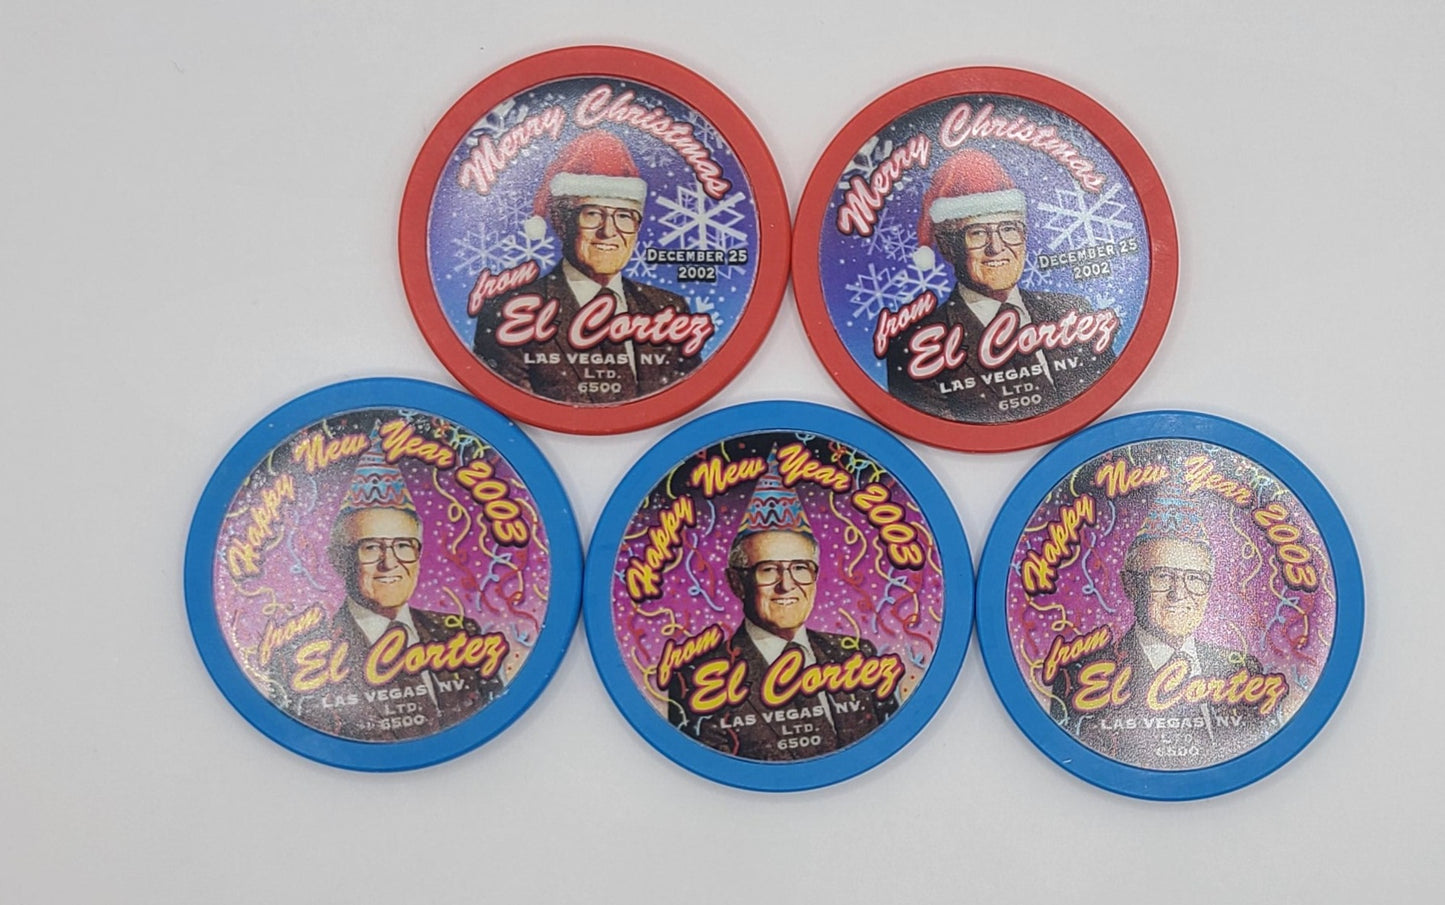 Merry Christmas
DECEMBER 25
2002
from
El Cortez
LAS VEGAS NV.
LTD.
6500
Merry Christmas
DECEMBER 25
2002
from
El Cortez
LAS VEGAS NV.
LTD.
6500
Happy New Year 2003
from
El Cortez
LAS VEGAS NV.
LTD.
6500
Happy New Year 2003
from
El Cortez
LAS VEGAS NV.
LTD.
6500
Happy New Year 2003
from
El Cortez
LAS VEGAS NV.
6500